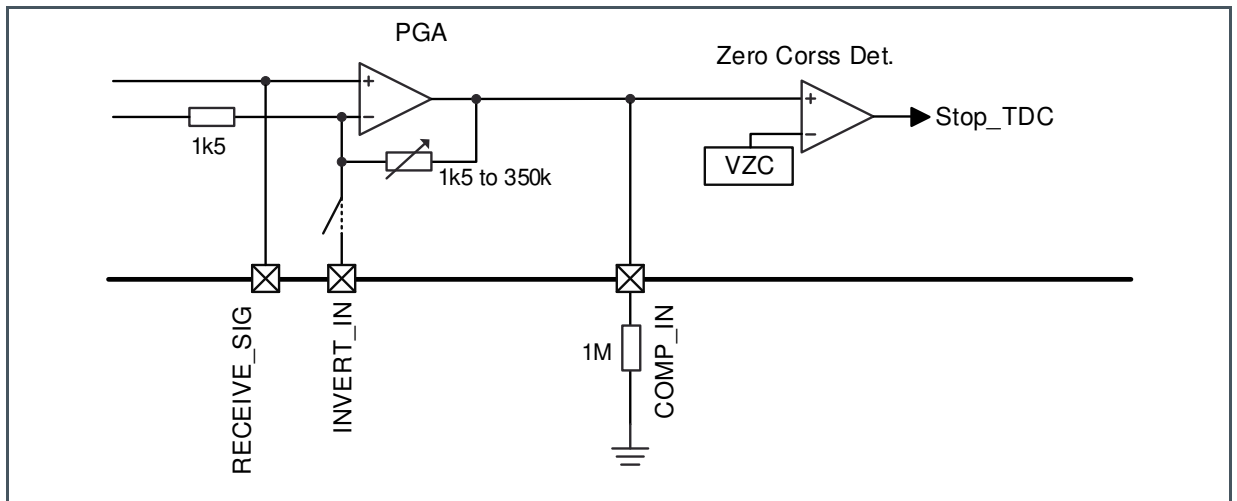 PGA
Zero Corss Det.
+
−
1k5
1k5 to 350k
+
−
VZC
Stop_TDC
RECEIVE_SIG
INVERT_IN
1M
COMP_IN